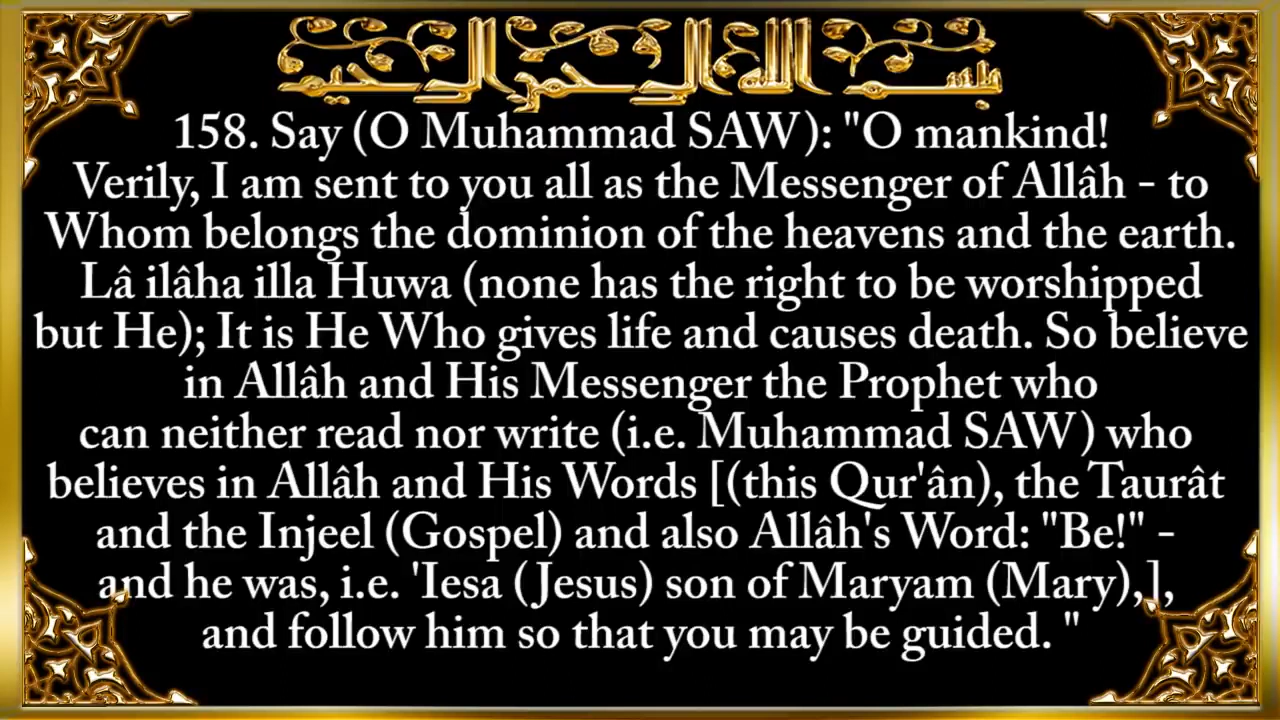 بسم الله الرحمن الرحيم
158. Say (O Muhammad SAW): "O mankind!
Verily, I am sent to you all as the Messenger of Allâh - to
Whom belongs the dominion of the heavens and the earth.
Lâ ilâha illa Huwa (none has the right to be worshipped
but He); It is He Who gives life and causes death. So believe
in Allâh and His Messenger the Prophet who
can neither read nor write (i.e. Muhammad SAW) who
believes in Allâh and His Words [(this Qur'ân), the Taurât
and the Injeel (Gospel) and also Allâh's Word: "Be!" -
and he was, i.e. 'Iesa (Jesus) son of Maryam (Mary),],
and follow him so that you may be guided. "